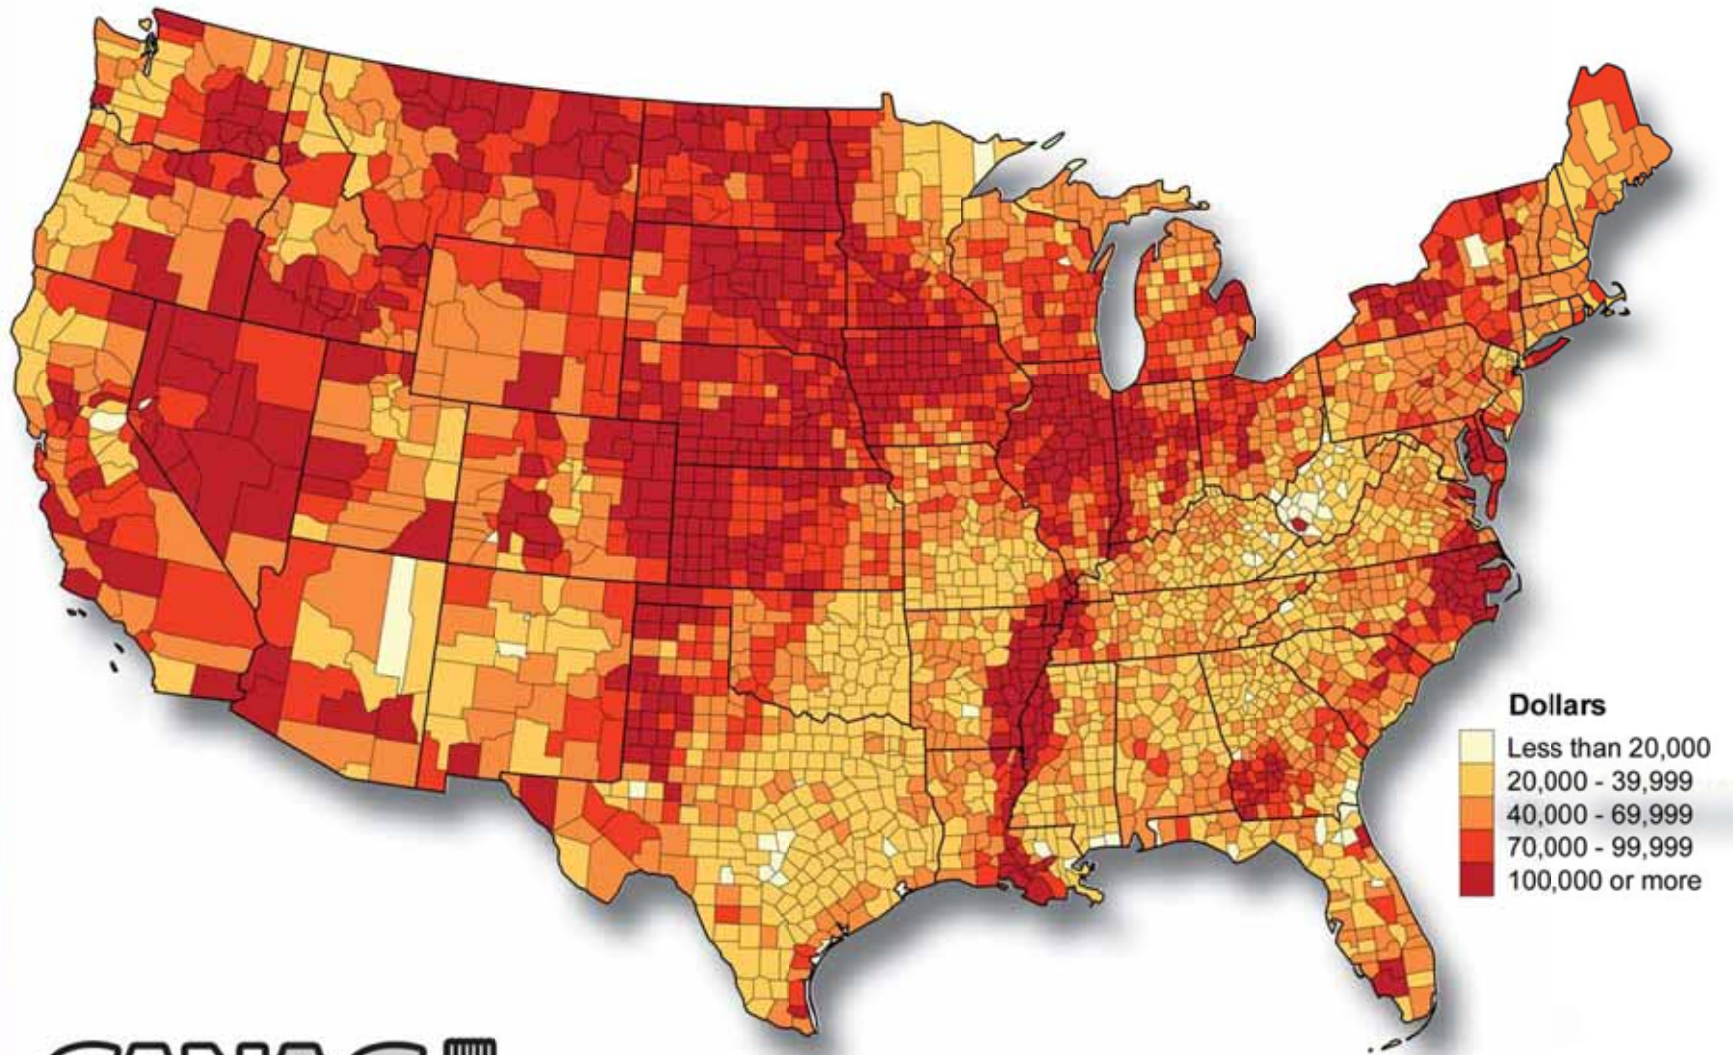 Dollars
Less than 20,000
20,000 - 39,999
40,000 - 69,999
70,000 - 99,999
100,000 or more